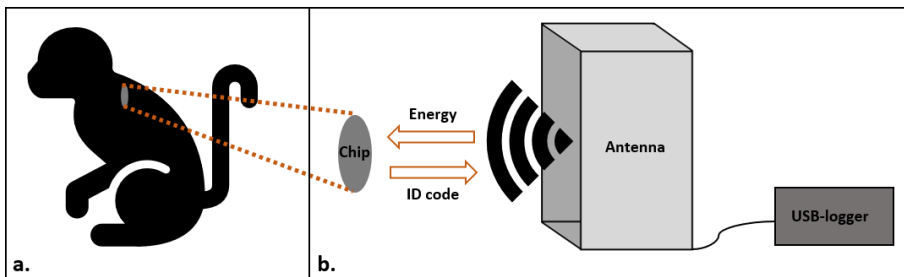 Energy
Chip
ID code
Antenna
USB-logger
a.
b.